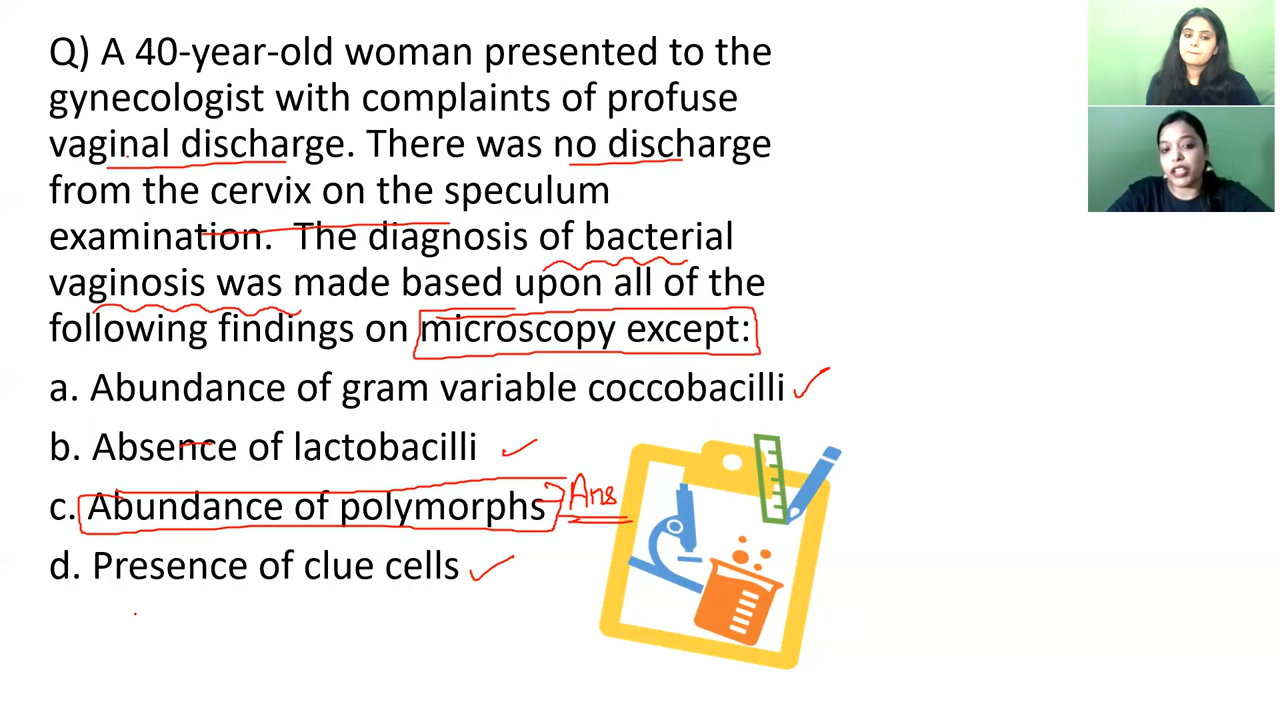 Q) A 40-year-old woman presented to the
gynecologist with complaints of profuse
vaginal discharge. There was no discharge
from the cervix on the speculum
examination.  The diagnosis of bacterial
vaginosis was made based upon all of the
following findings on microscopy except:
a. Abundance of gram variable coccobacilli
b. Absence of lactobacilli
c. Abundance of polymorphs
Ans
d. Presence of clue cells